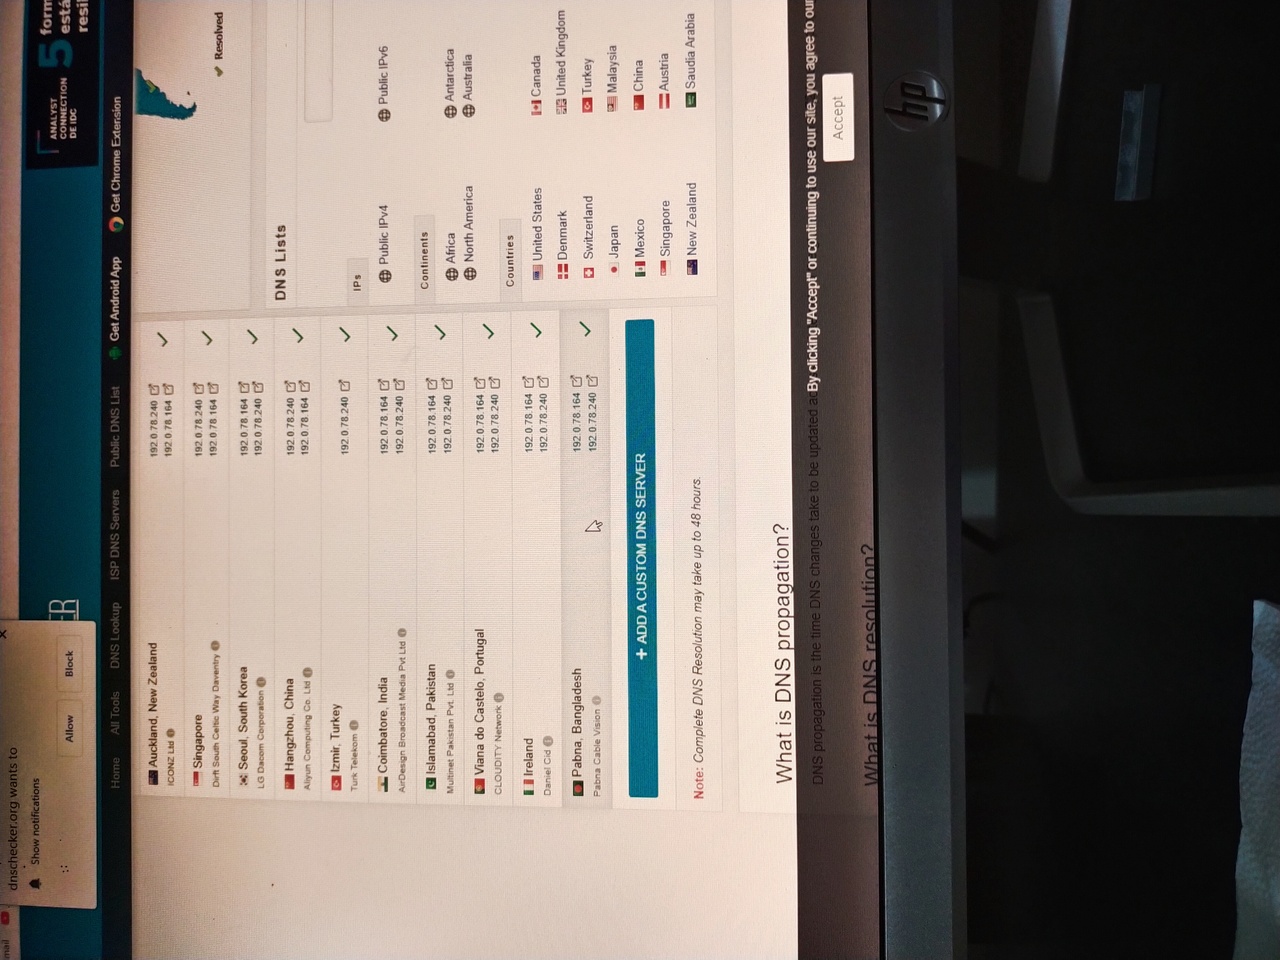 mail
dnschecker.org wants to
Show notifications
Allow
Block
ER
ANALYST
CONNECTION
DE IDC
5
form
está
resil
Home
All Tools
DNS Lookup
ISP DNS Servers
Public DNS List
Get Android App
Get Chrome Extension
Auckland, New Zealand
ICONZ Ltd
192.0.78.240
192.0.78.164
Singapore
Dirft South Celtic Way Daventry
192.0.78.240
192.0.78.164
Seoul, South Korea
LG Dacom Corporation
192.0.78.164
192.0.78.240
Hangzhou, China
Aliyun Computing Co. Ltd
192.0.78.240
192.0.78.164
Izmir, Turkey
Turk Telekom
192.0.78.240
Coimbatore, India
AirDesign Broadcast Media Pvt Ltd
192.0.78.164
192.0.78.240
Islamabad, Pakistan
Multinet Pakistan Pvt. Ltd
192.0.78.164
192.0.78.240
Viana do Castelo, Portugal
CLOUDITY Network
192.0.78.164
192.0.78.240
Ireland
Daniel Cid
192.0.78.164
192.0.78.240
Pabna, Bangladesh
Pabna Cable Vision
192.0.78.164
192.0.78.240
+ ADD A CUSTOM DNS SERVER
Note: Complete DNS Resolution may take up to 48 hours.
Resolved
DNS Lists
IPs
Public IPv4
Public IPv6
Continents
Africa
Antarctica
North America
Australia
Countries
United States
Canada
Denmark
United Kingdom
Switzerland
Turkey
Japan
Malaysia
Mexico
China
Singapore
Austria
New Zealand
Saudia Arabia
What is DNS propagation?
DNS propagation is the time DNS changes take to be updated ac
By clicking "Accept" or continuing to use our site, you agree to our
Accept
What is DNS resolution?
hp